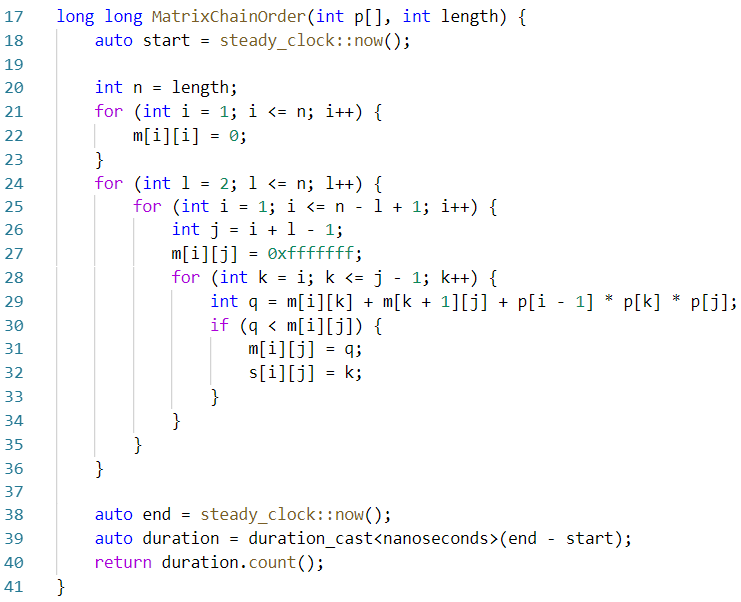 17 long long MatrixChainOrder(int p[], int length) {
18     auto start = steady_clock::now();
19
20     int n = length;
21     for (int i = 1; i <= n; i++) {
22         m[i][i] = 0;
23     }
24     for (int l = 2; l <= n; l++) {
25         for (int i = 1; i <= n - l + 1; i++) {
26             int j = i + l - 1;
27             m[i][j] = 0xfffffff;
28             for (int k = i; k <= j - 1; k++) {
29                 int q = m[i][k] + m[k + 1][j] + p[i - 1] * p[k] * p[j];
30                 if (q < m[i][j]) {
31                     m[i][j] = q;
32                     s[i][j] = k;
33                 }
34             }
35         }
36     }
37
38     auto end = steady_clock::now();
39     auto duration = duration_cast<nanoseconds>(end - start);
40     return duration.count();
41 }